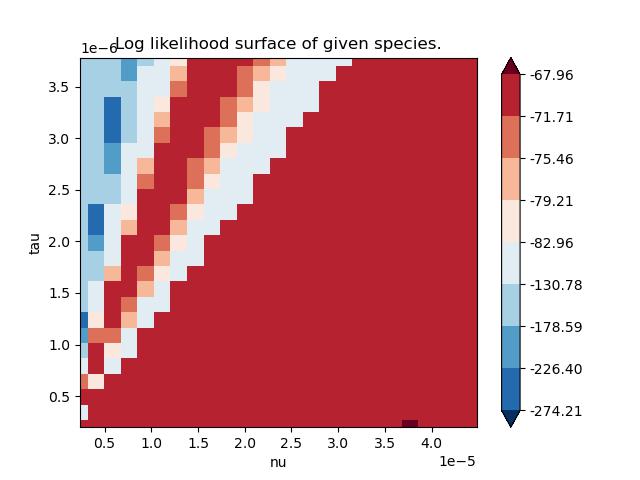 Log likelihood surface of given species.
1e−6
3.5
3.0
2.5
2.0
1.5
1.0
0.5
tau
0.5 1.0 1.5 2.0 2.5 3.0 3.5 4.0
1e−5
nu
-67.96
-71.71
-75.46
-79.21
-82.96
-130.78
-178.59
-226.40
-274.21